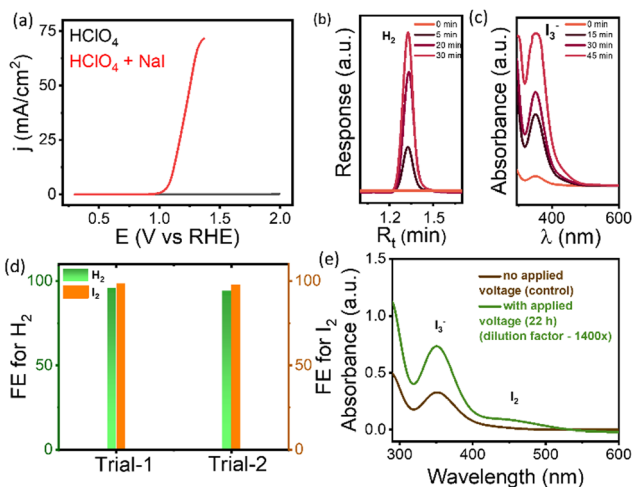 (a)
HClO₄
HClO₄ + NaI
75
50
25
0
j (mA/cm²)
0.5 1.0 1.5 2.0
E (V vs RHE)
(b)
H₂
0 min
5 min
20 min
30 min
Response (a.u.)
1.2 1.5
Rₜ (min)
(c)
I₃⁻
0 min
15 min
30 min
45 min
Absorbance (a.u.)
400 600
λ (nm)
(d)
H₂
I₂
100
50
0
FE for H₂
100
50
0
FE for I₂
Trial-1 Trial-2
(e)
no applied
voltage (control)
with applied
voltage (22 h)
(dilution factor - 1400x)
I₃⁻
I₂
1.5
1.0
0.5
0.0
Absorbance (a.u.)
300 400 500 600
Wavelength (nm)